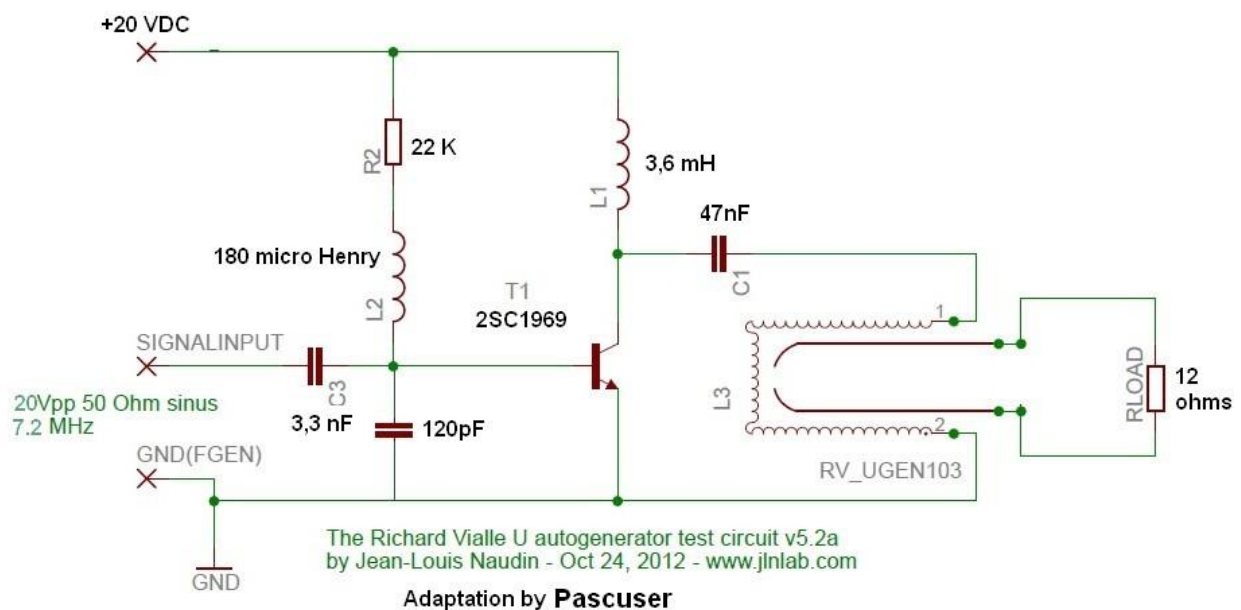 +20 VDC
R2
22 K
L1
3,6 mH
47nF
C1
180 micro Henry
L2
T1
2SC1969
SIGNALINPUT
C3
3,3 nF
120pF
20Vpp 50 Ohm sinus
7.2 MHz
GND(FGEN)
GND
1
L3
2
RV_UGEN103
RLOAD
12
ohms
The Richard Vialle U autogenerator test circuit v5.2a
by Jean-Louis Naudin - Oct 24, 2012 - www.jlnlab.com
Adaptation by Pascuser